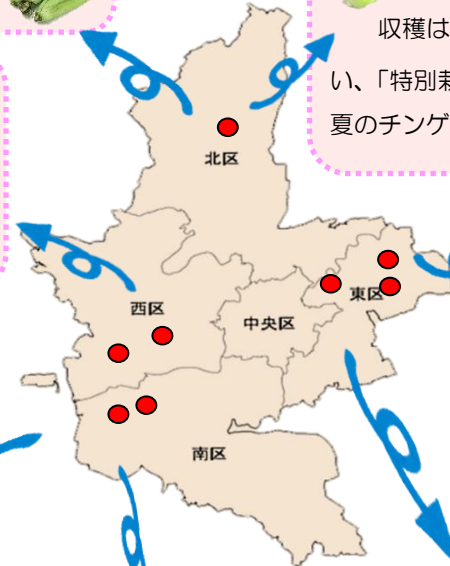 収穫は
い、「特別栽
夏のチンゲ
北区
東区
西区
中央区
南区